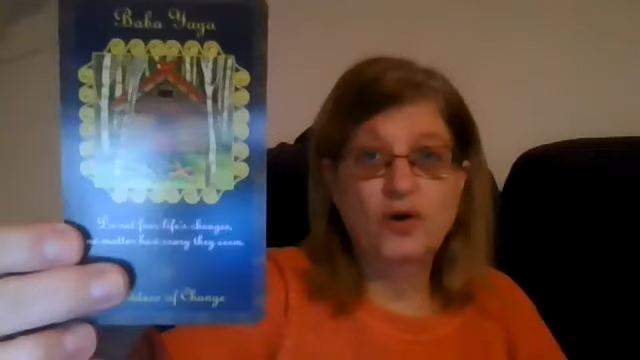 Baba Yaga
Do not fear life's changes,
no matter how scary they seem.
of Change